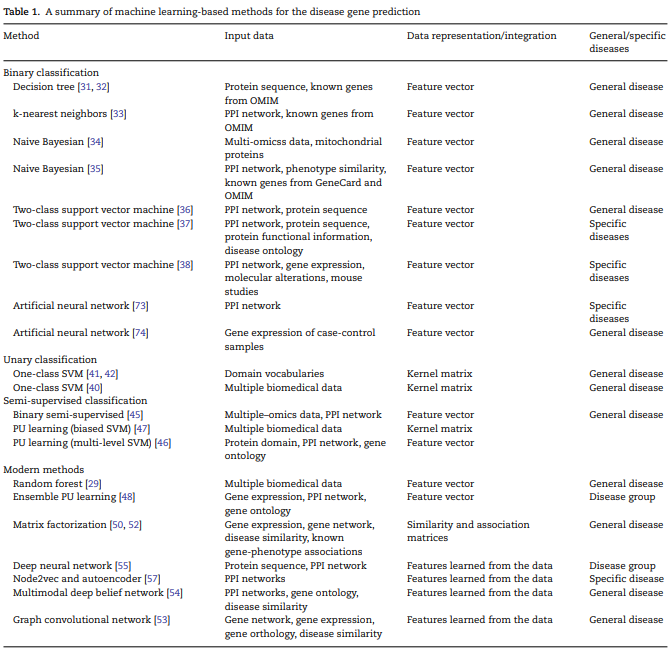 Table 1. A summary of machine learning-based methods for the disease gene prediction
Method Input data Data representation/integration General/specific
diseases
Binary classification
Decision tree [31, 32] Protein sequence, known genes Feature vector General disease
from OMIM
k-nearest neighbors [33] PPI network, known genes from Feature vector General disease
OMIM
Naive Bayesian [34] Multi-omicss data, mitochondrial Feature vector General disease
proteins
Naive Bayesian [35] PPI network, phenotype similarity, Feature vector General disease
known genes from GeneCard and
OMIM
Two-class support vector machine [36] PPI network, protein sequence Feature vector General disease
Two-class support vector machine [37] PPI network, protein sequence, Feature vector Specific
protein functional information, diseases
disease ontology
Two-class support vector machine [38] PPI network, gene expression, Feature vector Specific
molecular alterations, mouse diseases
studies
Artificial neural network [73] PPI network Feature vector Specific
diseases
Artificial neural network [74] Gene expression of case-control Feature vector General disease
samples
Unary classification
One-class SVM [41, 42] Domain vocabularies Kernel matrix General disease
One-class SVM [40] Multiple biomedical data Kernel matrix General disease
Semi-supervised classification
Binary semi-supervised [45] Multiple–omics data, PPI network Feature vector General disease
PU learning (biased SVM) [47] Multiple biomedical data Kernel matrix
PU learning (multi-level SVM) [46] Protein domain, PPI network, gene Feature vector
ontology
Modern methods
Random forest [29] Multiple biomedical data Feature vector General disease
Ensemble PU learning [48] Gene expression, PPI network, Feature vector Disease group
gene ontology
Matrix factorization [50, 52] Gene expression, gene network, Similarity and association General disease
disease similarity, known matrices
gene-phenotype associations
Deep neural network [55] Protein sequence, PPI network Features learned from the data Disease group
Node2vec and autoencoder [57] PPI networks Features learned from the data Specific disease
Multimodal deep belief network [54] PPI networks, gene ontology, Features learned from the data General disease
disease similarity
Graph convolutional network [53] Gene network, gene expression, Features learned from the data General disease
gene orthology, disease similarity